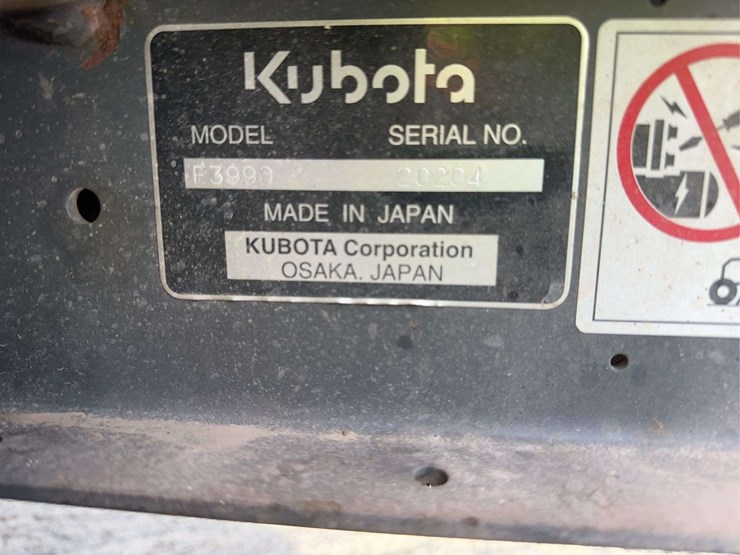 Kubota
MODEL SERIAL NO.
F3990 20204
MADE IN JAPAN
KUBOTA Corporation
OSAKA. JAPAN